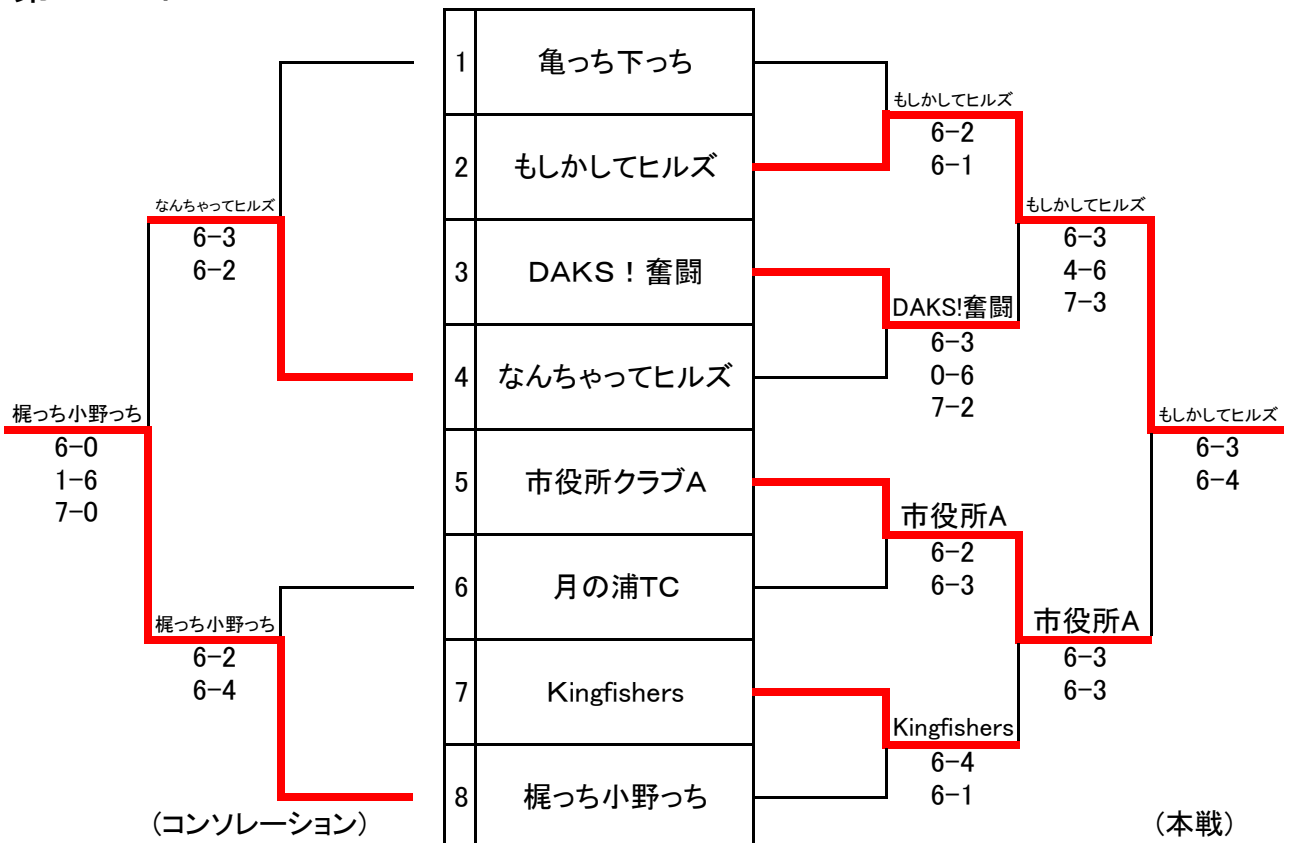 1 亀っち下っち
もしかしてヒルズ
6-2
6-1
2 もしかしてヒルズ
なんちゃってヒルズ
6-3
6-2
もしかしてヒルズ
6-3
4-6
7-3
3 DAKS！奮闘
DAKS!奮闘
6-3
0-6
7-2
4 なんちゃってヒルズ
梶っち小野っち
6-0
1-6
7-0
もしかしてヒルズ
6-3
6-4
5 市役所クラブA
市役所A
6-2
6-3
6 月の浦TC
梶っち小野っち
6-2
6-4
市役所A
6-3
6-3
7 Kingfishers
Kingfishers
6-4
6-1
8 梶っち小野っち
(コンソレーション)
(本戦)